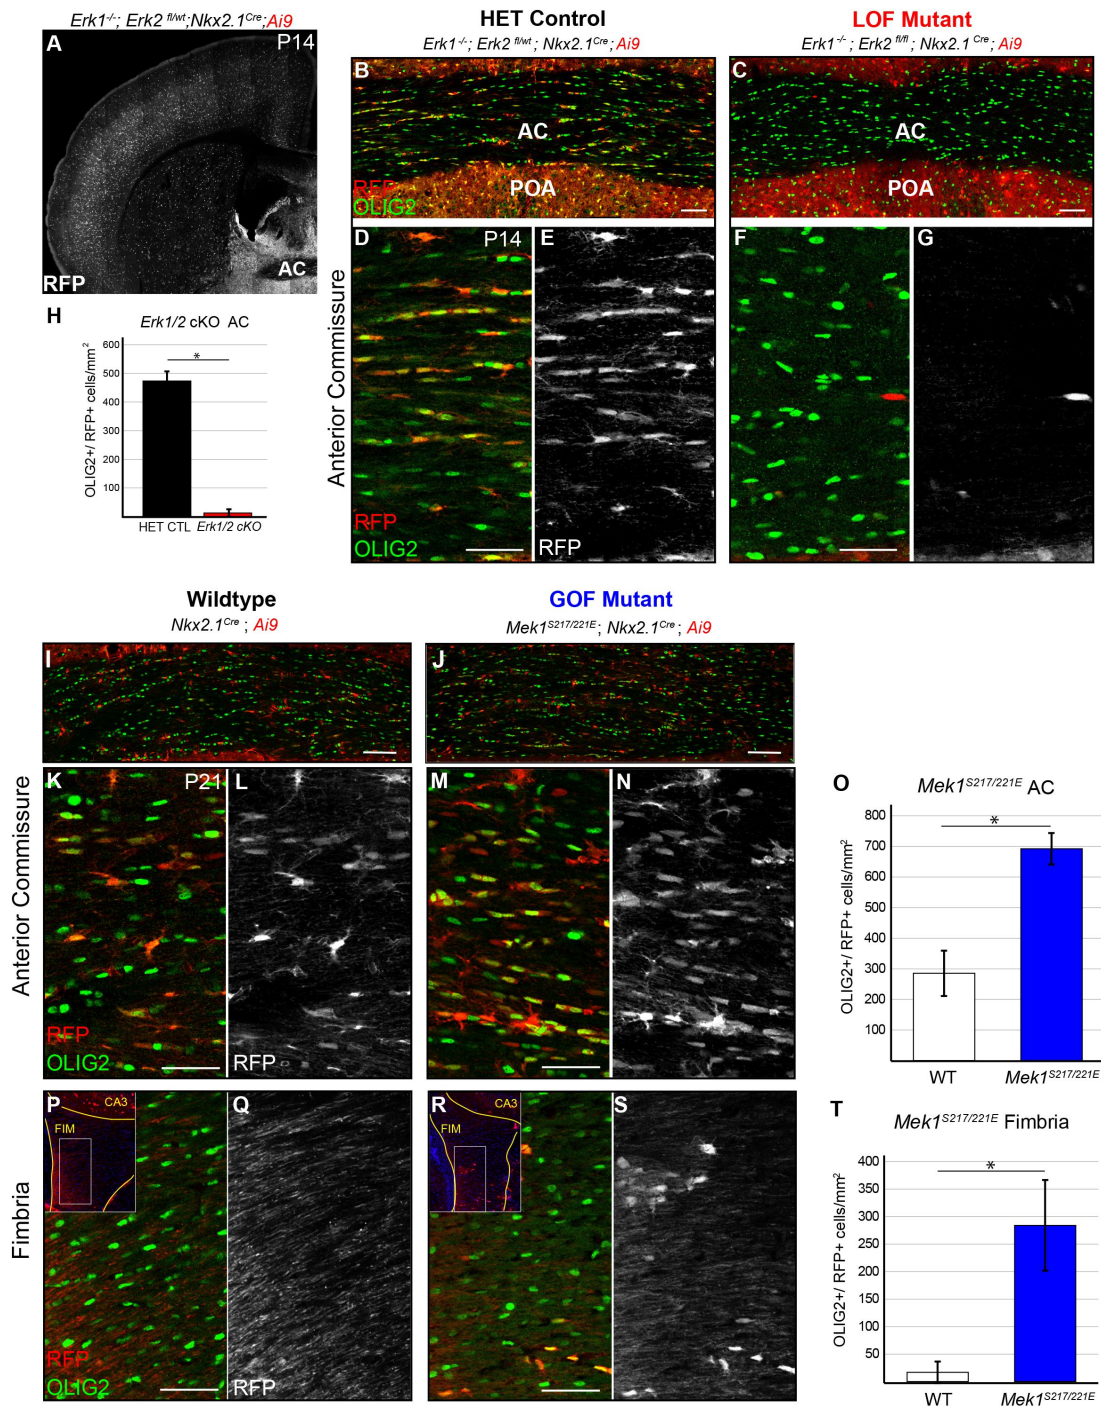 Erk1-/-; Erk2 fl/wt;Nkx2.1Cre;Ai9
A
P14
RFP
AC
HET Control
Erk1-/-; Erk2 fl/wt ; Nkx2.1Cre; Ai9
LOF Mutant
Erk1-/- ; Erk2 fl/fl ; Nkx2.1 Cre ; Ai9
B
AC
POA
RFP
OLIG2
C
AC
POA
Anterior Commissure
D
P14
RFP
OLIG2
E
RFP
F
G
H
Erk1/2 cKO AC
OLIG2+/ RFP+ cells/mm2
600
500
400
300
200
100
*
HET CTL
Erk1/2 cKO
Wildtype
Nkx2.1Cre ; Ai9
GOF Mutant
Mek1S217/221E; Nkx2.1Cre; Ai9
I
J
Anterior Commissure
K
P21
RFP
OLIG2
L
RFP
M
N
O
Mek1S217/221E AC
OLIG2+/ RFP+ cells/mm2
800
700
600
500
400
300
200
100
*
WT
Mek1S217/221E
Fimbria
P
CA3
FIM
RFP
OLIG2
Q
RFP
R
CA3
FIM
S
T
Mek1S217/221E Fimbria
OLIG2+/ RFP+ cells/mm2
400
350
300
250
200
150
100
50
*
WT
Mek1S217/221E